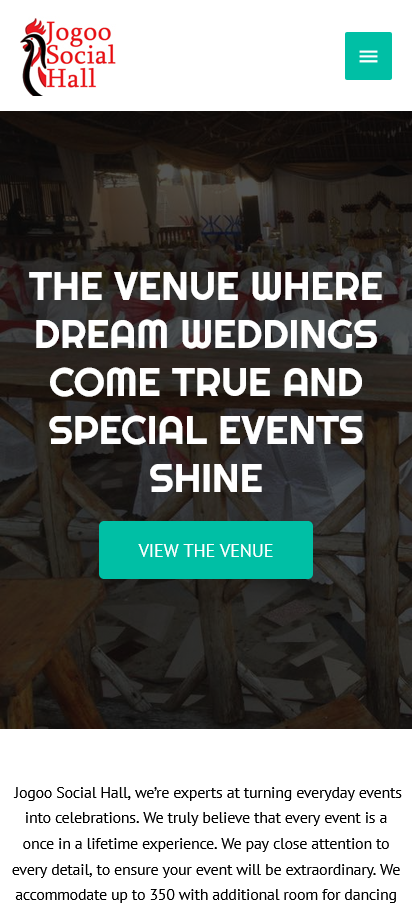 Jogoo
Social
Hall
THE VENUE WHERE
DREAM WEDDINGS
COME TRUE AND
SPECIAL EVENTS
SHINE
VIEW THE VENUE
Jogoo Social Hall, we’re experts at turning everyday events
into celebrations. We truly believe that every event is a
once in a lifetime experience. We pay close attention to
every detail, to ensure your event will be extraordinary. We
accommodate up to 350 with additional room for dancing